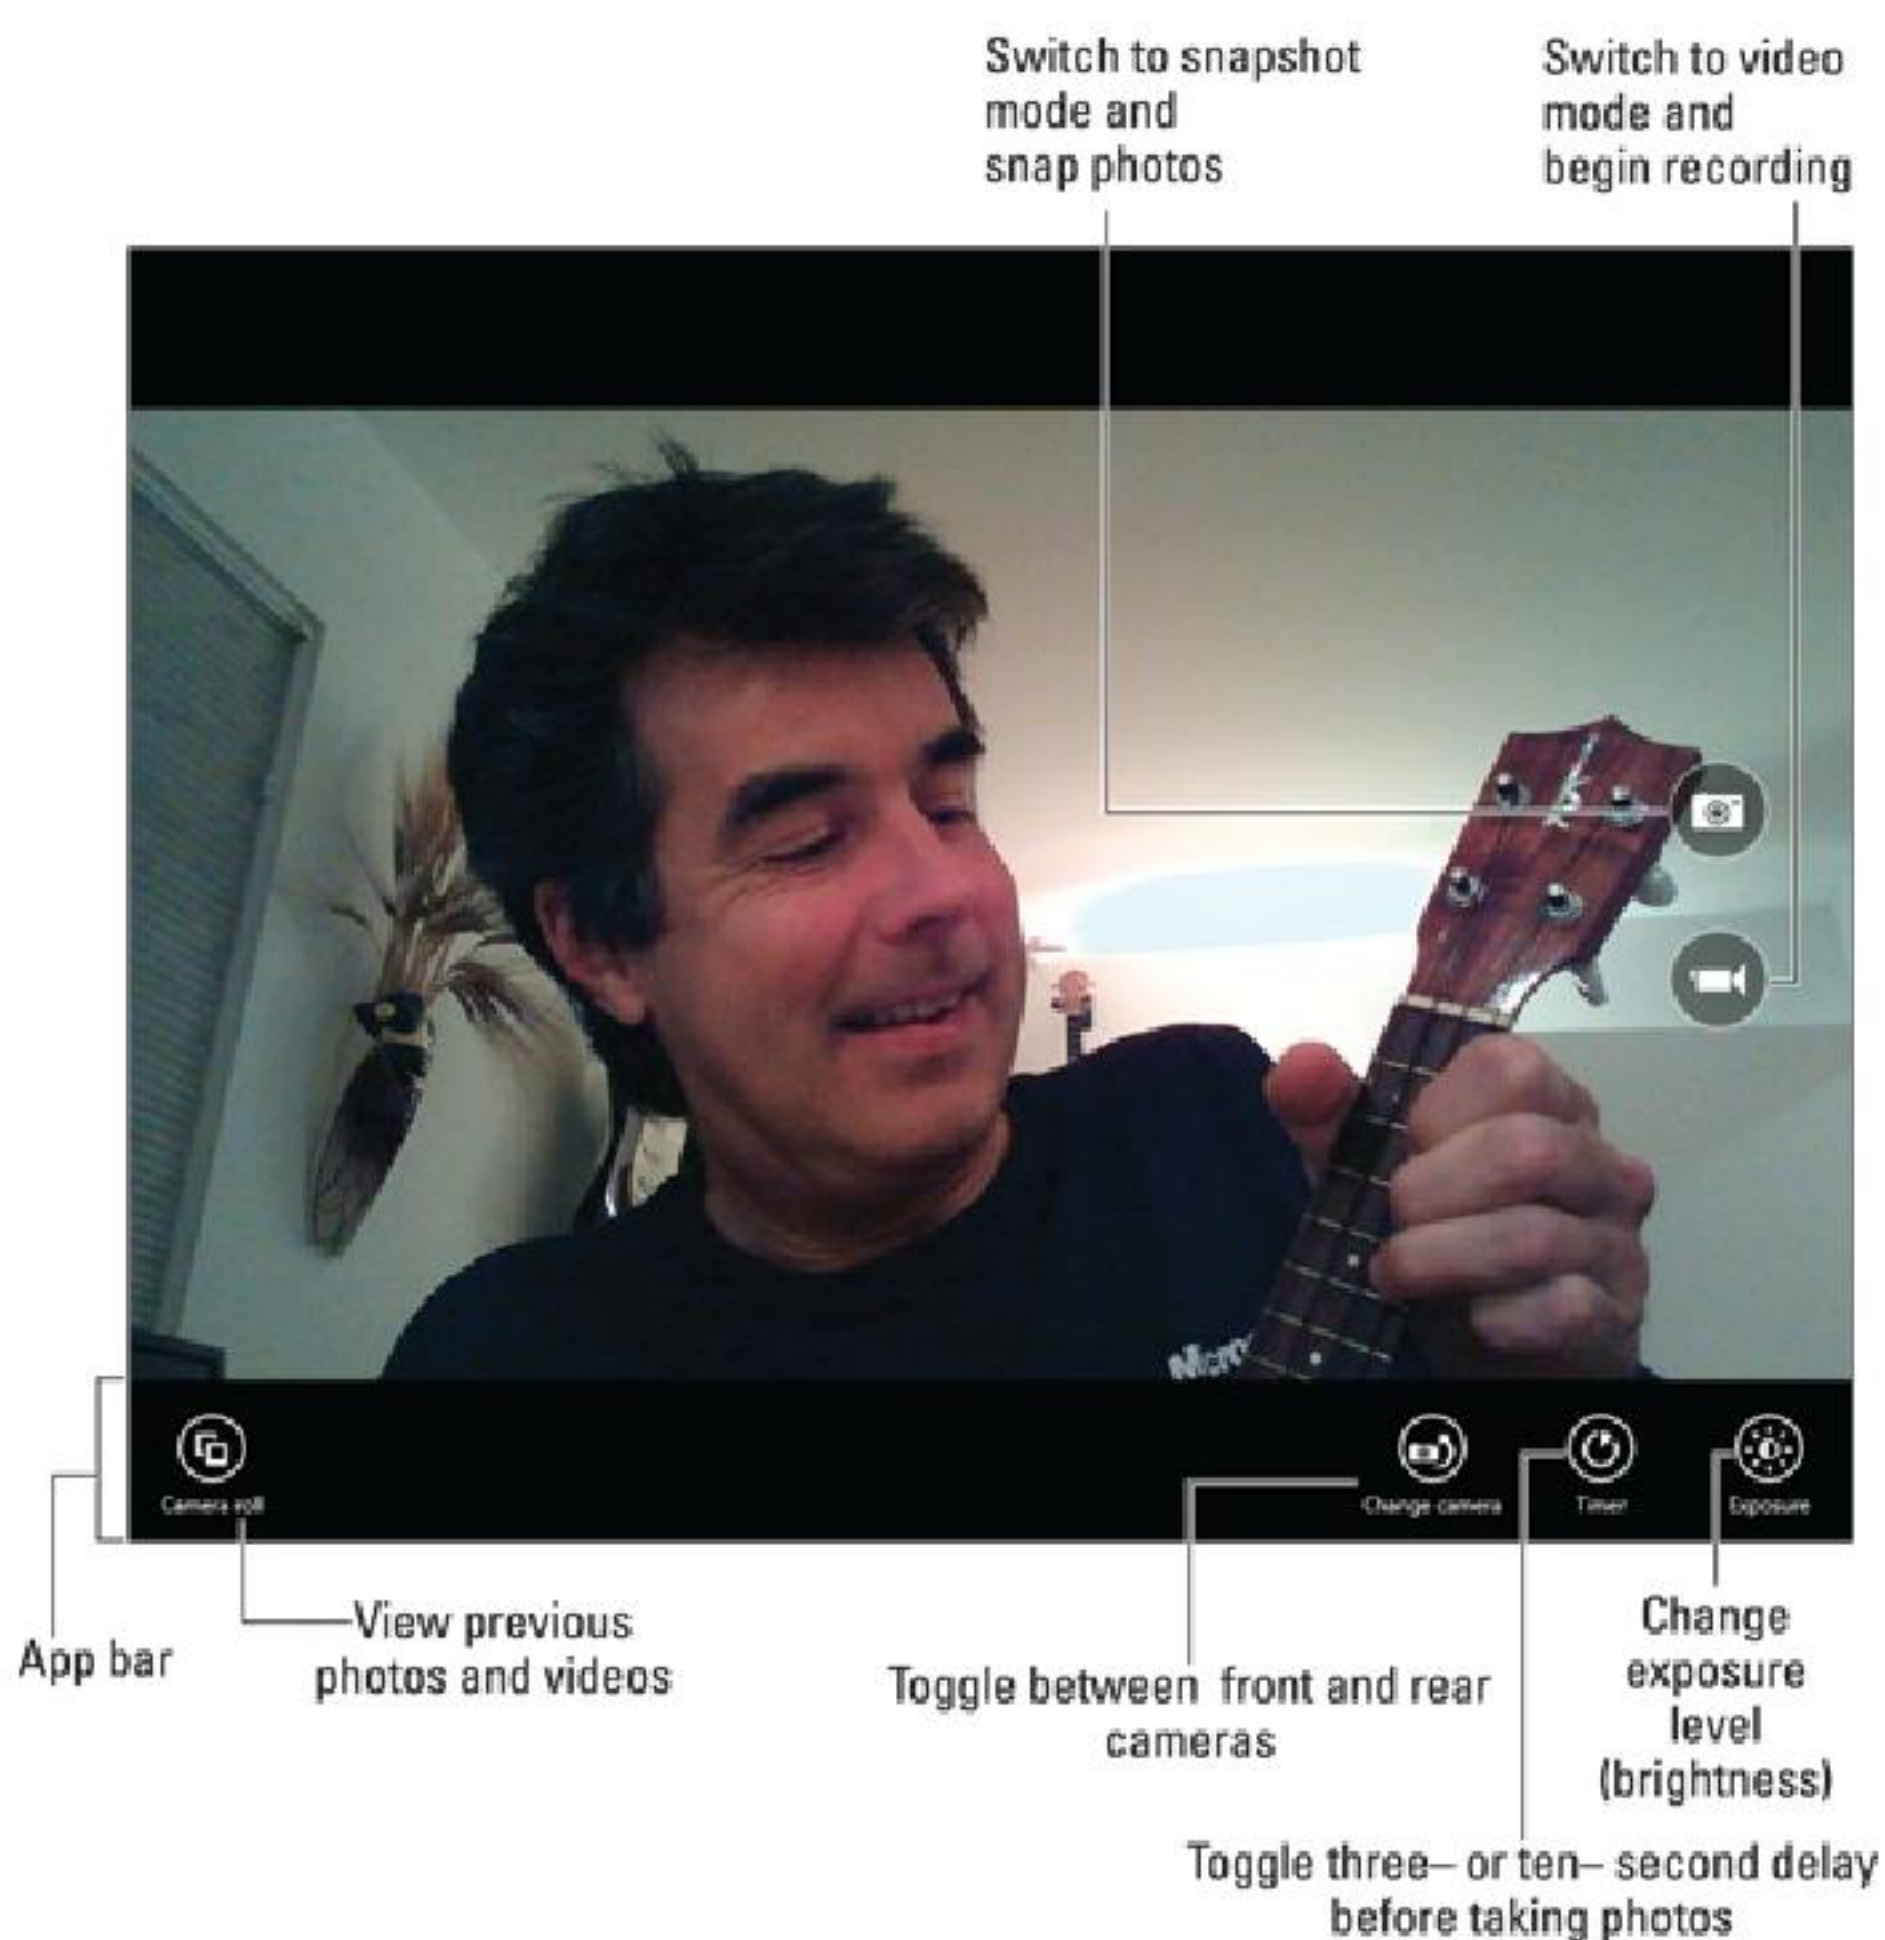 Switch to snapshot
mode and
snap photos
Switch to video
mode and
begin recording
Micro
Camera roll
Change camera
Timer
Exposure
App bar
View previous
photos and videos
Toggle between front and rear
cameras
Change
exposure
level
(brightness)
Toggle three– or ten– second delay
before taking photos